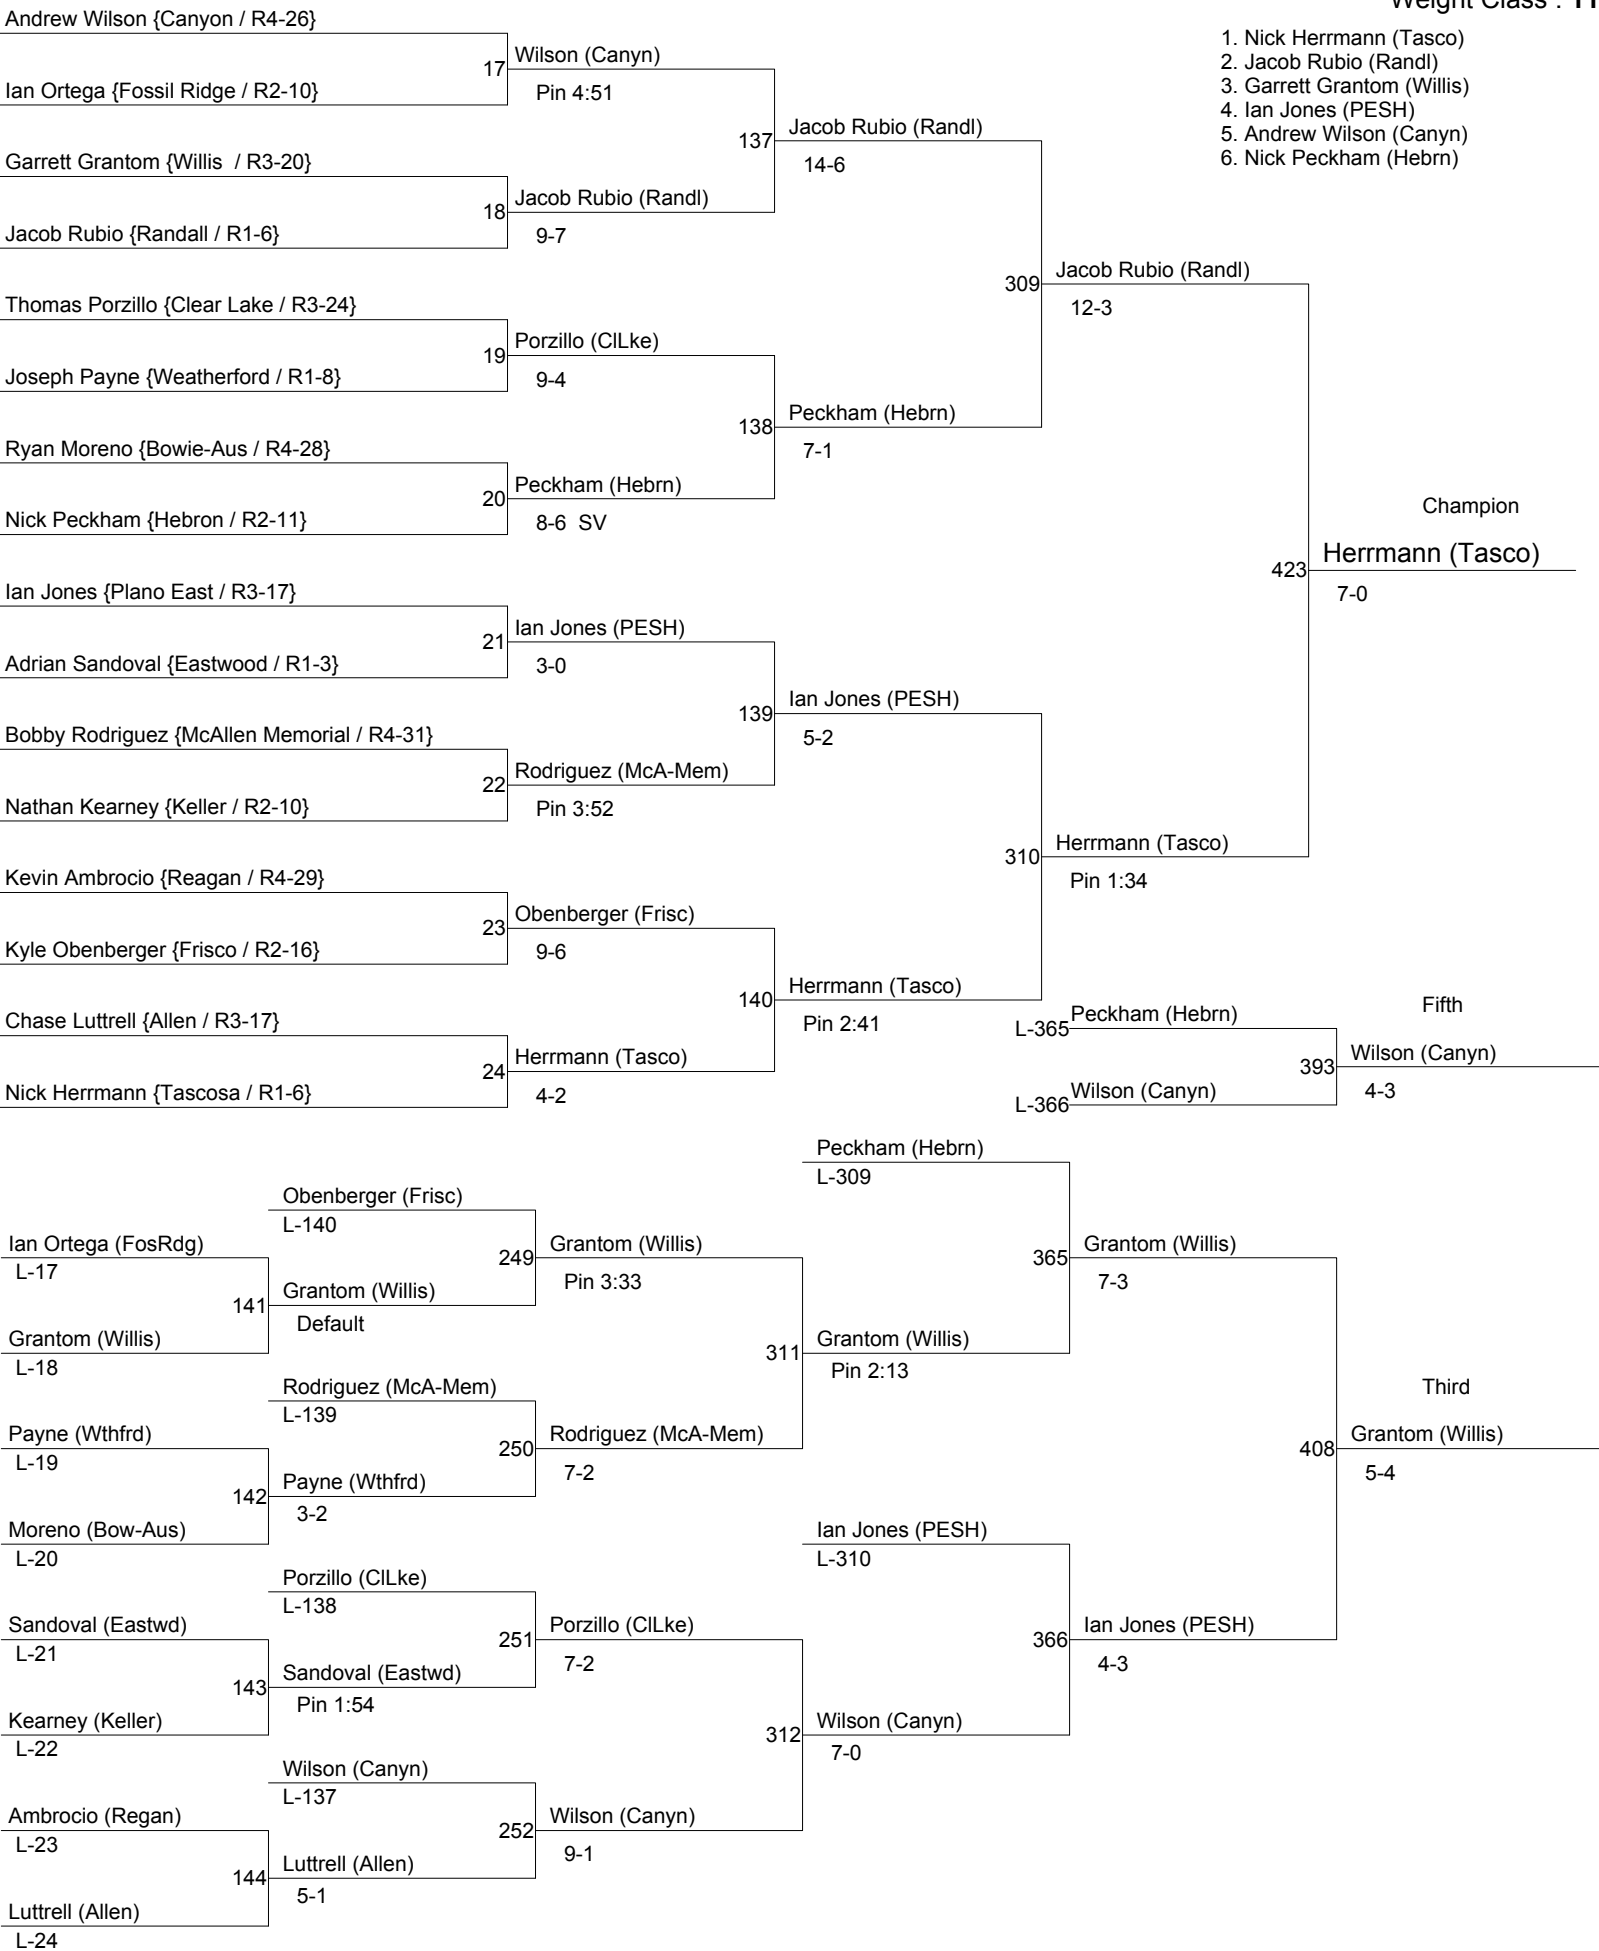 Weight Class :
1. Nick Herrmann (Tasco)
2. Jacob Rubio (Randl)
3. Garrett Grantom (Willis)
4. Ian Jones (PESH)
5. Andrew Wilson (Canyn)
6. Nick Peckham (Hebrn)
Andrew Wilson {Canyon / R4-26}
17 Wilson (Canyn)
Ian Ortega {Fossil Ridge / R2-10}
Pin 4:51
137 Jacob Rubio (Randl)
14-6
Garrett Grantom {Willis / R3-20}
18 Jacob Rubio (Randl)
Jacob Rubio {Randall / R1-6}
9-7
309 Jacob Rubio (Randl)
12-3
Thomas Porzillo {Clear Lake / R3-24}
19 Porzillo (ClLke)
Joseph Payne {Weatherford / R1-8}
9-4
138 Peckham (Hebrn)
7-1
Ryan Moreno {Bowie-Aus / R4-28}
20 Peckham (Hebrn)
Nick Peckham {Hebron / R2-11}
8-6 SV
Champion
423 Herrmann (Tasco)
7-0
Ian Jones {Plano East / R3-17}
21 Ian Jones (PESH)
Adrian Sandoval {Eastwood / R1-3}
3-0
139 Ian Jones (PESH)
5-2
Bobby Rodriguez {McAllen Memorial / R4-31}
22 Rodriguez (McA-Mem)
Nathan Kearney {Keller / R2-10}
Pin 3:52
310 Herrmann (Tasco)
Pin 1:34
Kevin Ambrocio {Reagan / R4-29}
23 Obenberger (Frisc)
Kyle Obenberger {Frisco / R2-16}
9-6
140 Herrmann (Tasco)
Pin 2:41
Chase Luttrell {Allen / R3-17}
24 Herrmann (Tasco)
Nick Herrmann {Tascosa / R1-6}
4-2
Fifth
L-365 Peckham (Hebrn)
393 Wilson (Canyn)
4-3
L-366 Wilson (Canyn)
Peckham (Hebrn)
L-309
Obenberger (Frisc)
L-140
Ian Ortega (FosRdg)
L-17
249 Grantom (Willis)
Pin 3:33
365 Grantom (Willis)
7-3
141 Grantom (Willis)
Default
Grantom (Willis)
L-18
311 Grantom (Willis)
Pin 2:13
Rodriguez (McA-Mem)
L-139
Third
Payne (Wthfrd)
L-19
250 Rodriguez (McA-Mem)
7-2
408 Grantom (Willis)
5-4
142 Payne (Wthfrd)
3-2
Moreno (Bow-Aus)
L-20
Ian Jones (PESH)
L-310
Porzillo (ClLke)
L-138
Sandoval (Eastwd)
L-21
251 Porzillo (ClLke)
7-2
366 Ian Jones (PESH)
4-3
143 Sandoval (Eastwd)
Pin 1:54
Kearney (Keller)
L-22
312 Wilson (Canyn)
7-0
Wilson (Canyn)
L-137
Ambrocio (Regan)
L-23
252 Wilson (Canyn)
9-1
144 Luttrell (Allen)
5-1
Luttrell (Allen)
L-24